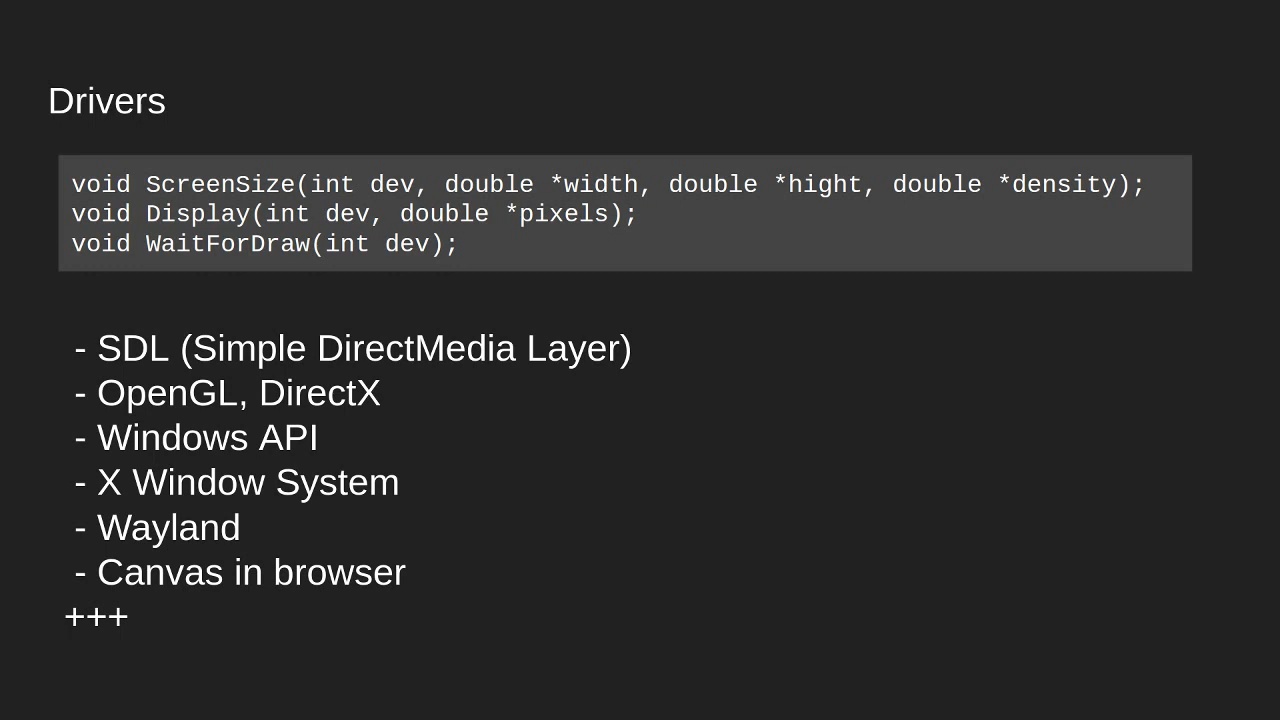 Drivers
void ScreenSize(int dev, double *width, double *hight, double *density);
void Display(int dev, double *pixels);
void WaitForDraw(int dev);
- SDL (Simple DirectMedia Layer)
- OpenGL, DirectX
- Windows API
- X Window System
- Wayland
- Canvas in browser
+++